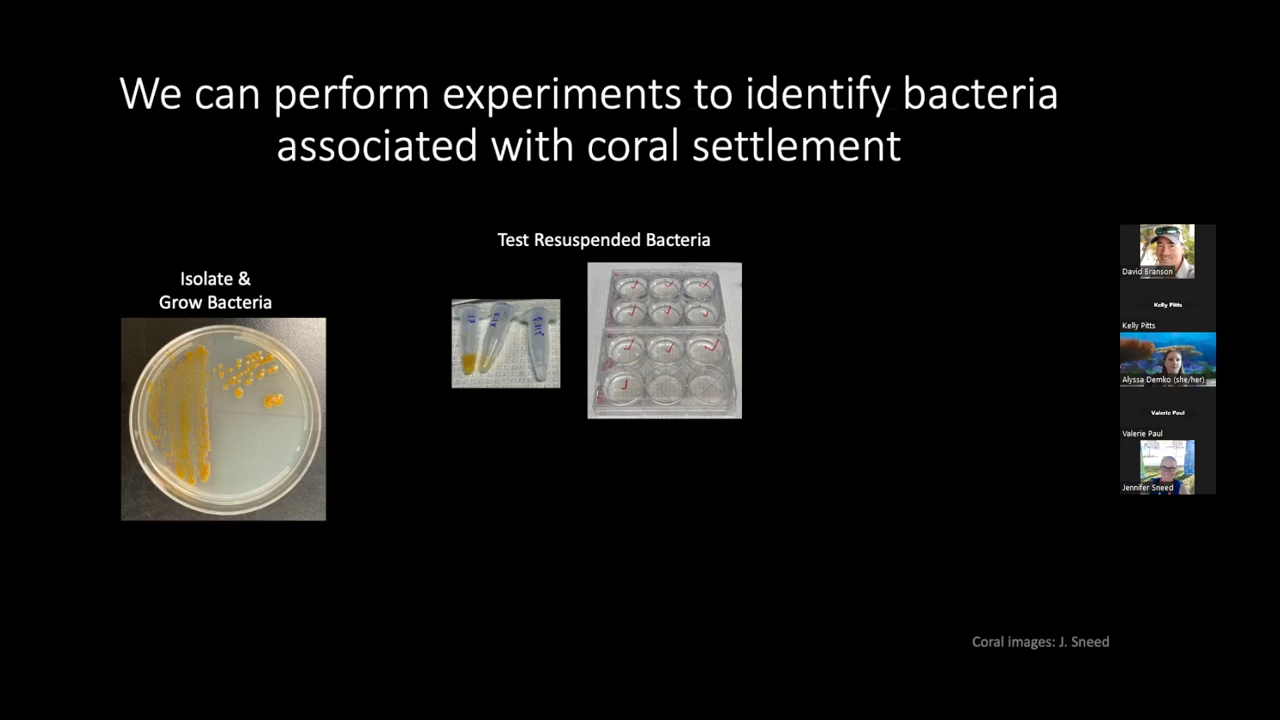 We can perform experiments to identify bacteria
associated with coral settlement
Test Resuspended Bacteria
Isolate &
Grow Bacteria
David Branson
Kelly Pitts
Kelly Pitts
Alyssa Demko (she/her)
Valerie Paul
Valerie Paul
Jennifer Sneed
Coral images: J. Sneed